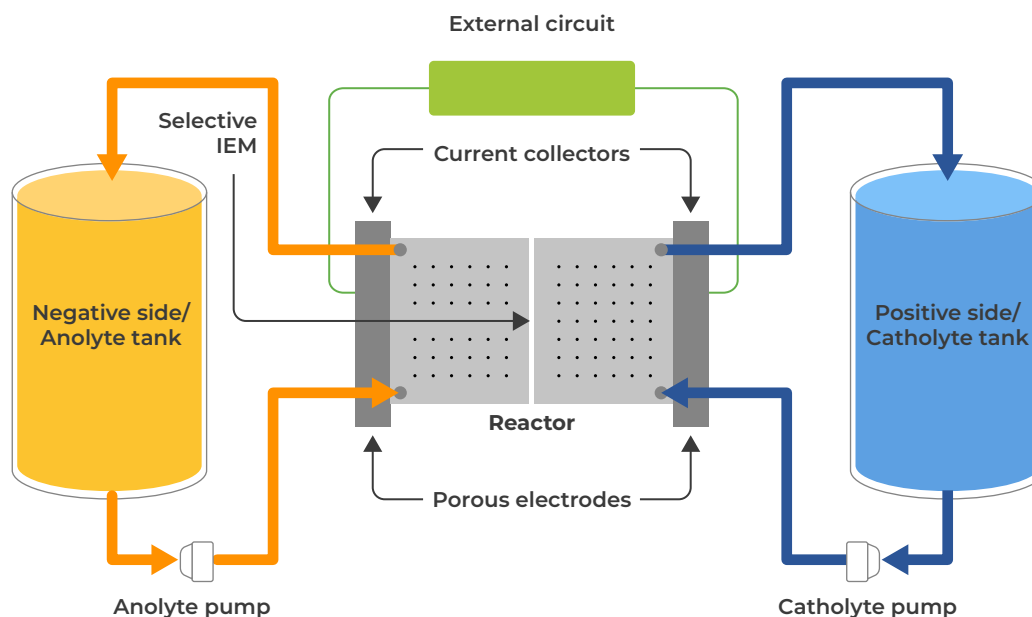 External circuit
Selective
IEM
Current collectors
Negative side/
Anolyte tank
Positive side/
Catholyte tank
Reactor
Porous electrodes
Anolyte pump
Catholyte pump